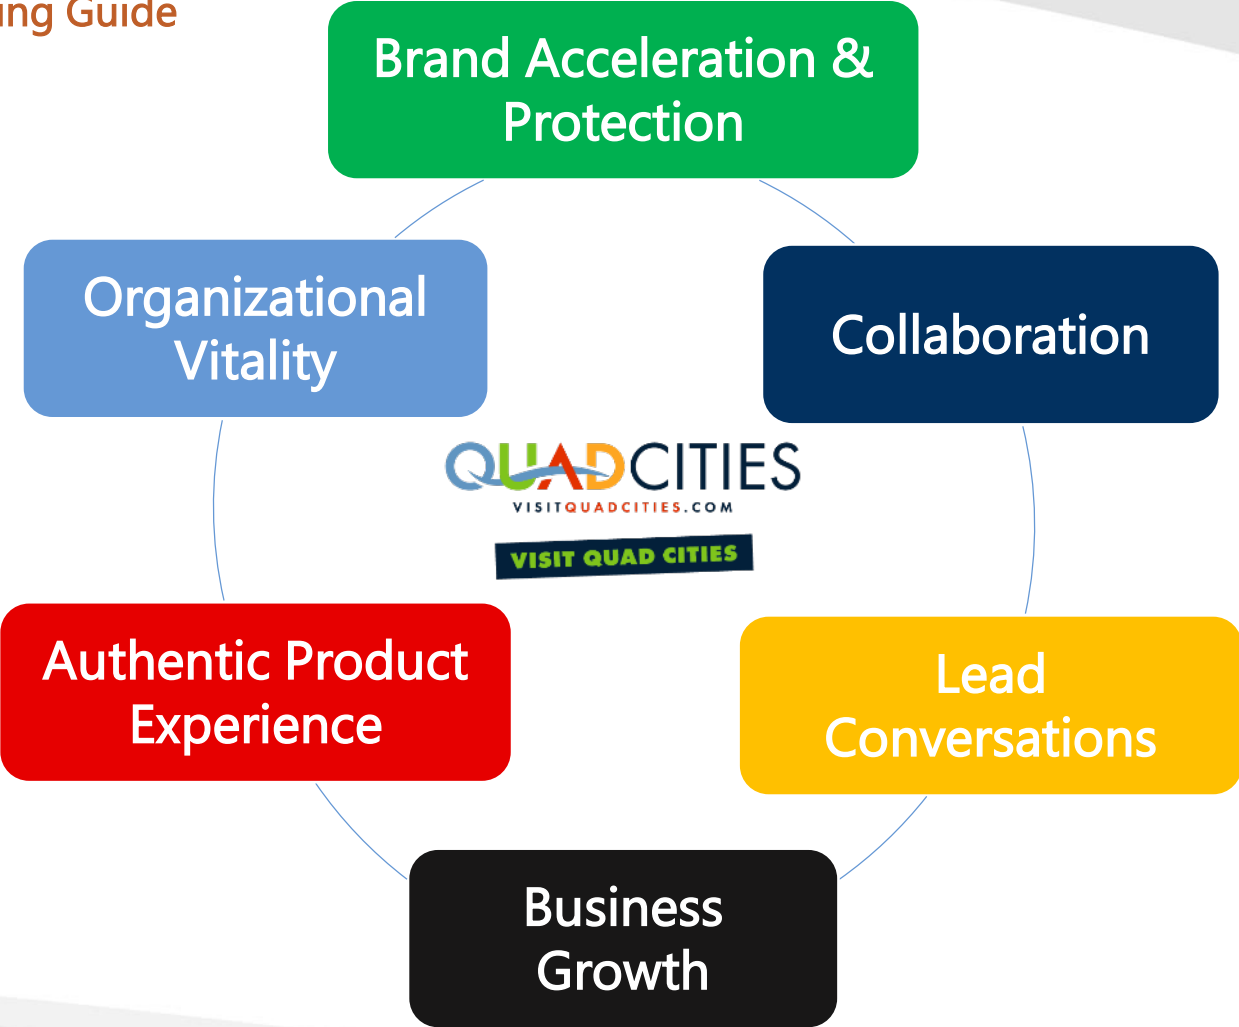 Guide
Brand Acceleration &
Protection
Organizational
Vitality
Collaboration
QUADCITIES
VISITQUADCITIES.COM
VISIT QUAD CITIES
Authentic Product
Experience
Lead
Conversations
Business
Growth